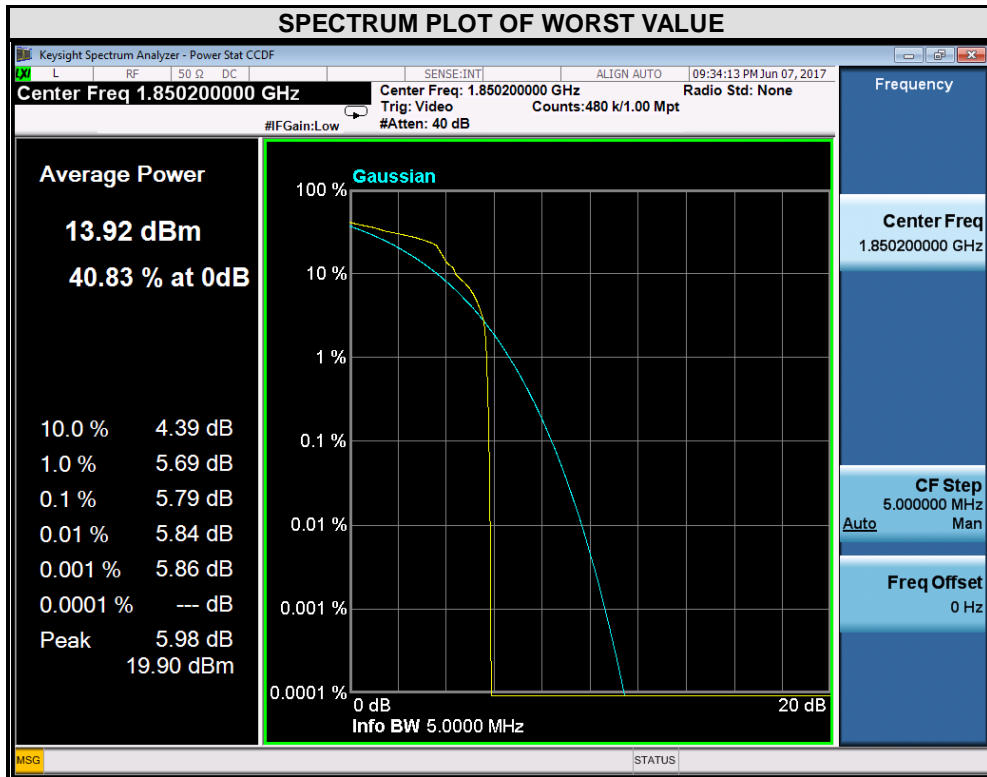 SPECTRUM PLOT OF WORST VALUE
Keysight Spectrum Analyzer - Power Stat CCDF
LXI L RF 50 Ω DC SENSE:INT ALIGN AUTO 09:34:13 PM Jun 07, 2017
Center Freq 1.850200000 GHz
#IFGain:Low
Center Freq: 1.850200000 GHz Radio Std: None
Trig: Video Counts:480 k/1.00 Mpt
#Atten: 40 dB
Average Power
13.92 dBm
40.83 % at 0dB
10.0 % 4.39 dB
1.0 % 5.69 dB
0.1 % 5.79 dB
0.01 % 5.84 dB
0.001 % 5.86 dB
0.0001 % --- dB
Peak 5.98 dB
19.90 dBm
Gaussian
100 %
10 %
1 %
0.1 %
0.01 %
0.001 %
0.0001 %
0 dB 20 dB
Info BW 5.0000 MHz
Frequency
Center Freq
1.850200000 GHz
CF Step
5.000000 MHz
Auto Man
Freq Offset
0 Hz
MSG STATUS